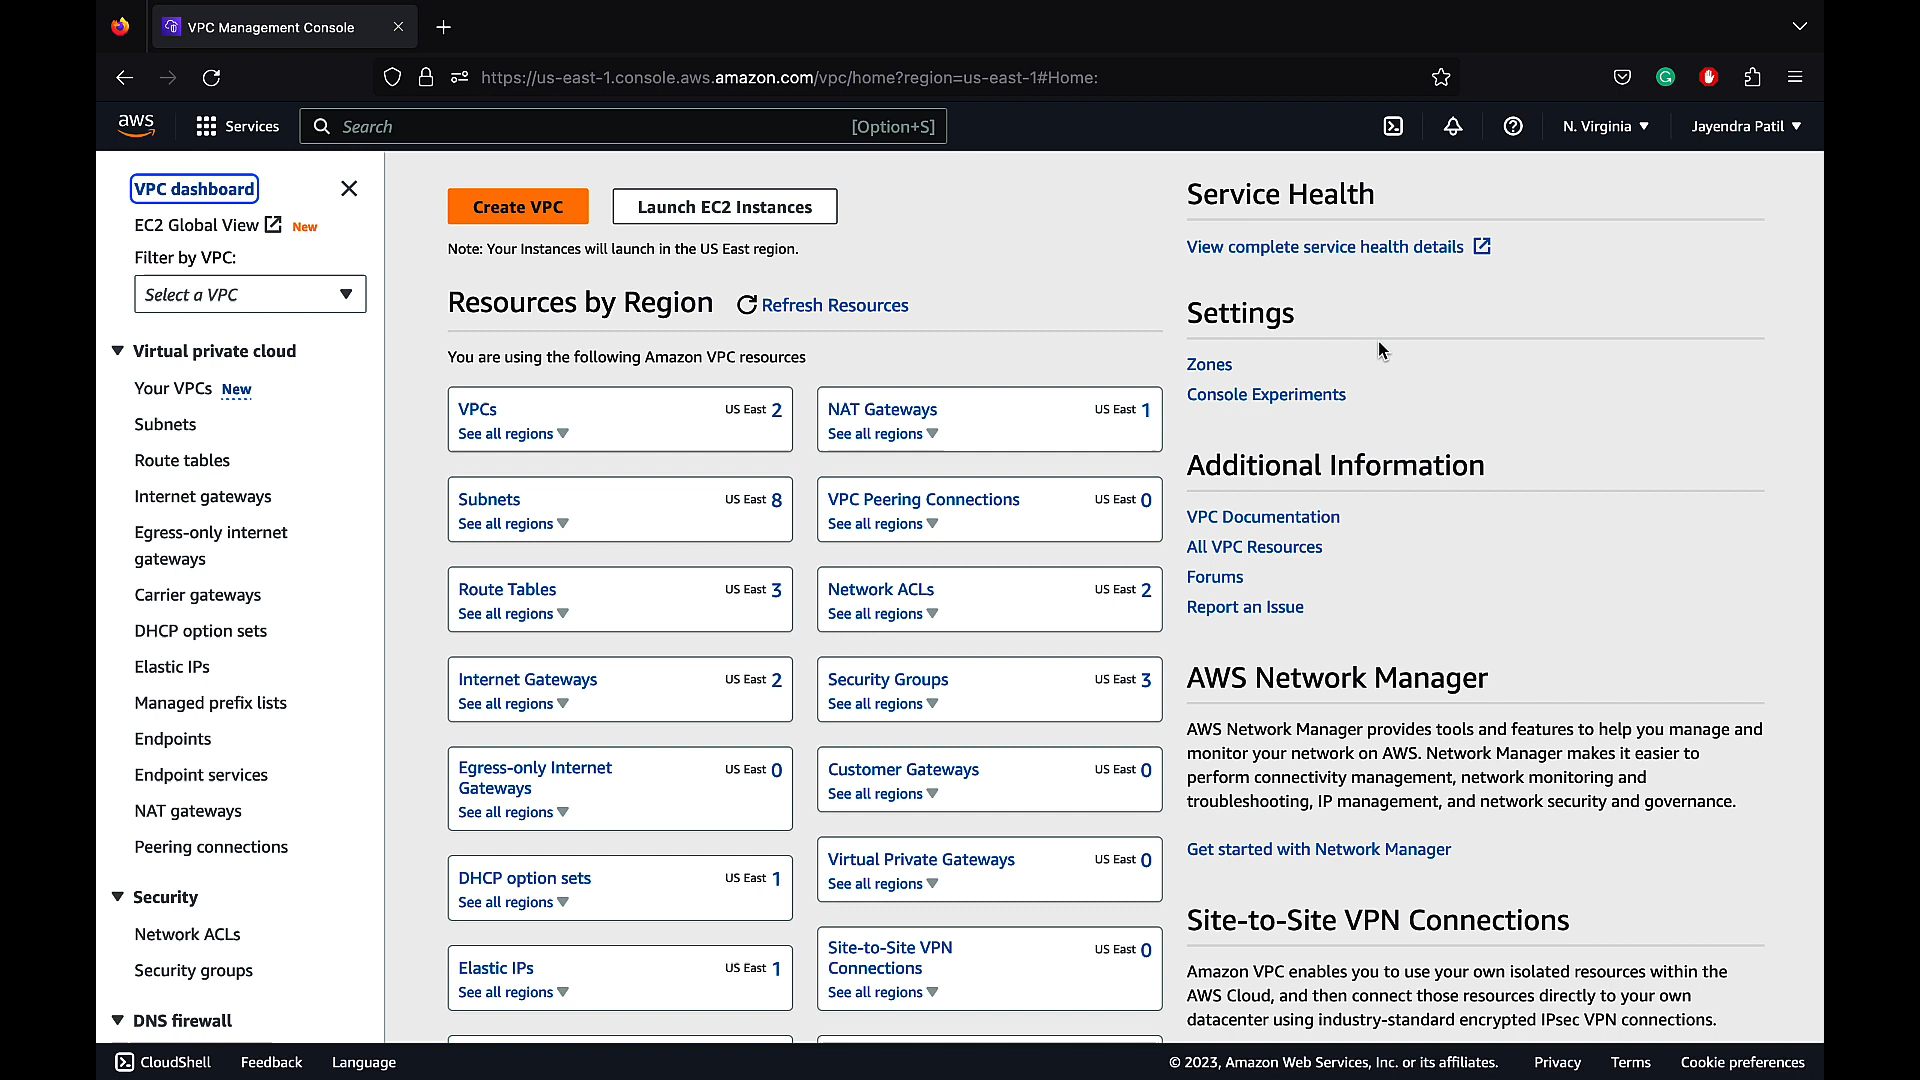 VPC Management Console
https://us-east-1.console.aws.amazon.com/vpc/home?region=us-east-1#Home:
aws
Services
Search
[Option+S]
N. Virginia
Jayendra Patil
VPC dashboard
EC2 Global View New
Filter by VPC:
Select a VPC
Virtual private cloud
Your VPCs New
Subnets
Route tables
Internet gateways
Egress-only internet
gateways
Carrier gateways
DHCP option sets
Elastic IPs
Managed prefix lists
Endpoints
Endpoint services
NAT gateways
Peering connections
Security
Network ACLs
Security groups
DNS firewall
Create VPC
Launch EC2 Instances
Note: Your Instances will launch in the US East region.
Resources by Region
Refresh Resources
You are using the following Amazon VPC resources
VPCs US East 2
See all regions
NAT Gateways US East 1
See all regions
Subnets US East 8
See all regions
VPC Peering Connections US East 0
See all regions
Route Tables US East 3
See all regions
Network ACLs US East 2
See all regions
Internet Gateways US East 2
See all regions
Security Groups US East 3
See all regions
Egress-only Internet US East 0
Gateways
See all regions
Customer Gateways US East 0
See all regions
DHCP option sets US East 1
See all regions
Virtual Private Gateways US East 0
See all regions
Elastic IPs US East 1
See all regions
Site-to-Site VPN US East 0
Connections
See all regions
Service Health
View complete service health details
Settings
Zones
Console Experiments
Additional Information
VPC Documentation
All VPC Resources
Forums
Report an Issue
AWS Network Manager
AWS Network Manager provides tools and features to help you manage and
monitor your network on AWS. Network Manager makes it easier to
perform connectivity management, network monitoring and
troubleshooting, IP management, and network security and governance.
Get started with Network Manager
Site-to-Site VPN Connections
Amazon VPC enables you to use your own isolated resources within the
AWS Cloud, and then connect those resources directly to your own
datacenter using industry-standard encrypted IPsec VPN connections.
CloudShell
Feedback
Language
© 2023, Amazon Web Services, Inc. or its affiliates.
Privacy
Terms
Cookie preferences